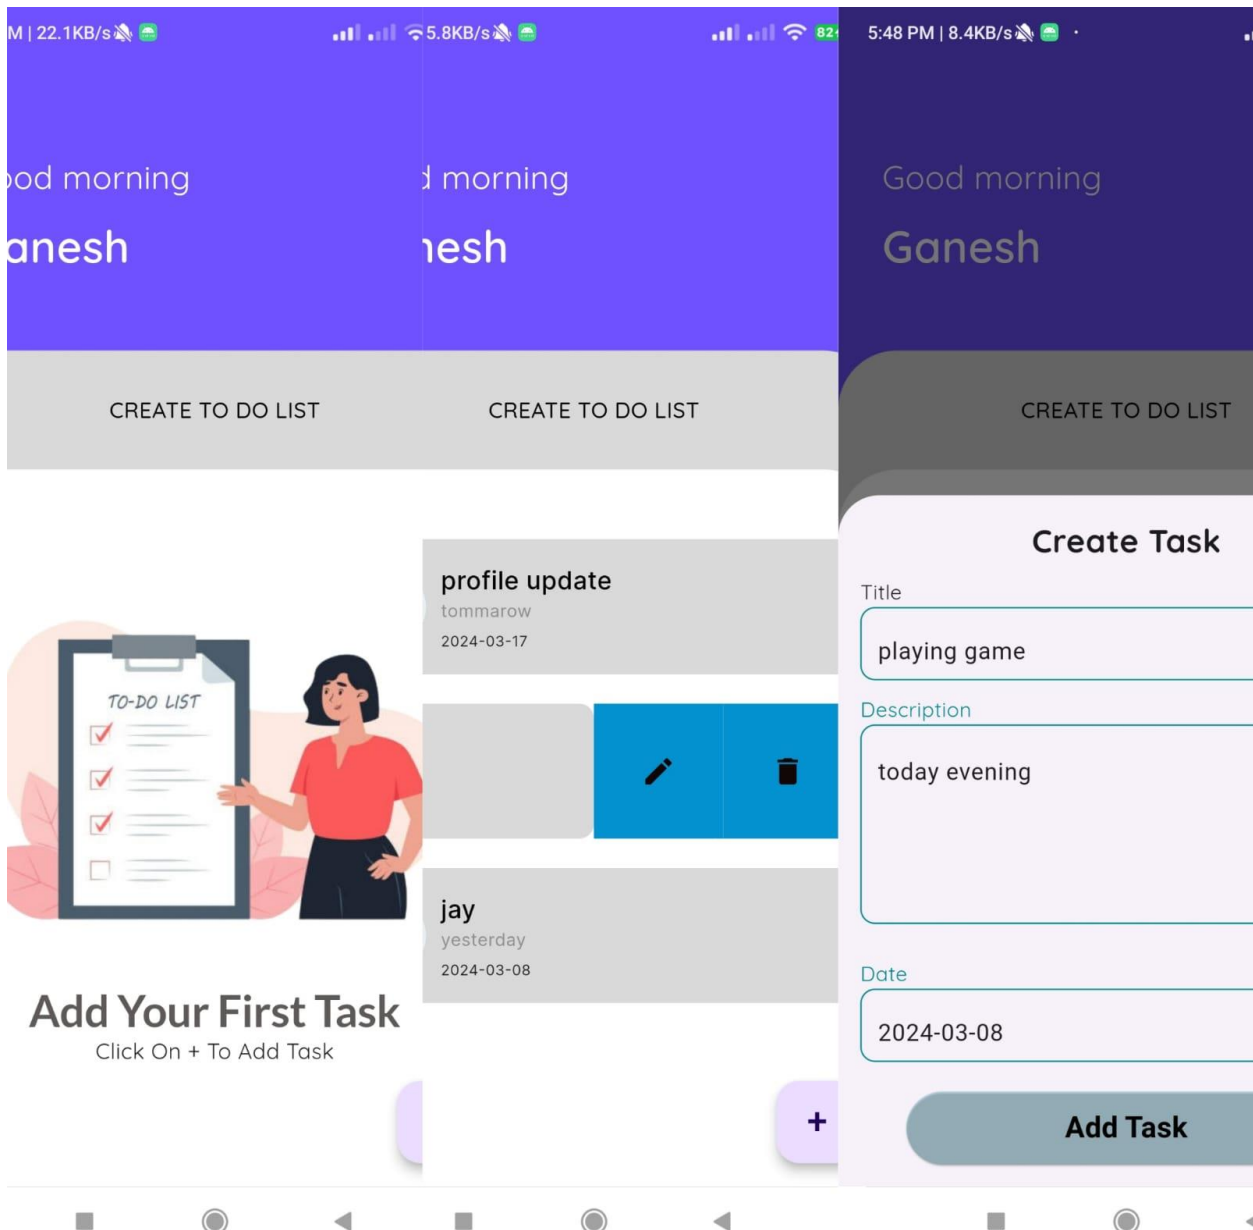 M | 22.1KB/s
ood morning
anesh
CREATE TO DO LIST
TO-DO LIST
Add Your First Task
Click On + To Add Task
5.8KB/s
82
d morning
nesh
CREATE TO DO LIST
profile update
tommarow
2024-03-17
jay
yesterday
2024-03-08
+
5:48 PM | 8.4KB/s
Good morning
Ganesh
CREATE TO DO LIST
Create Task
Title
playing game
Description
today evening
Date
2024-03-08
Add Task